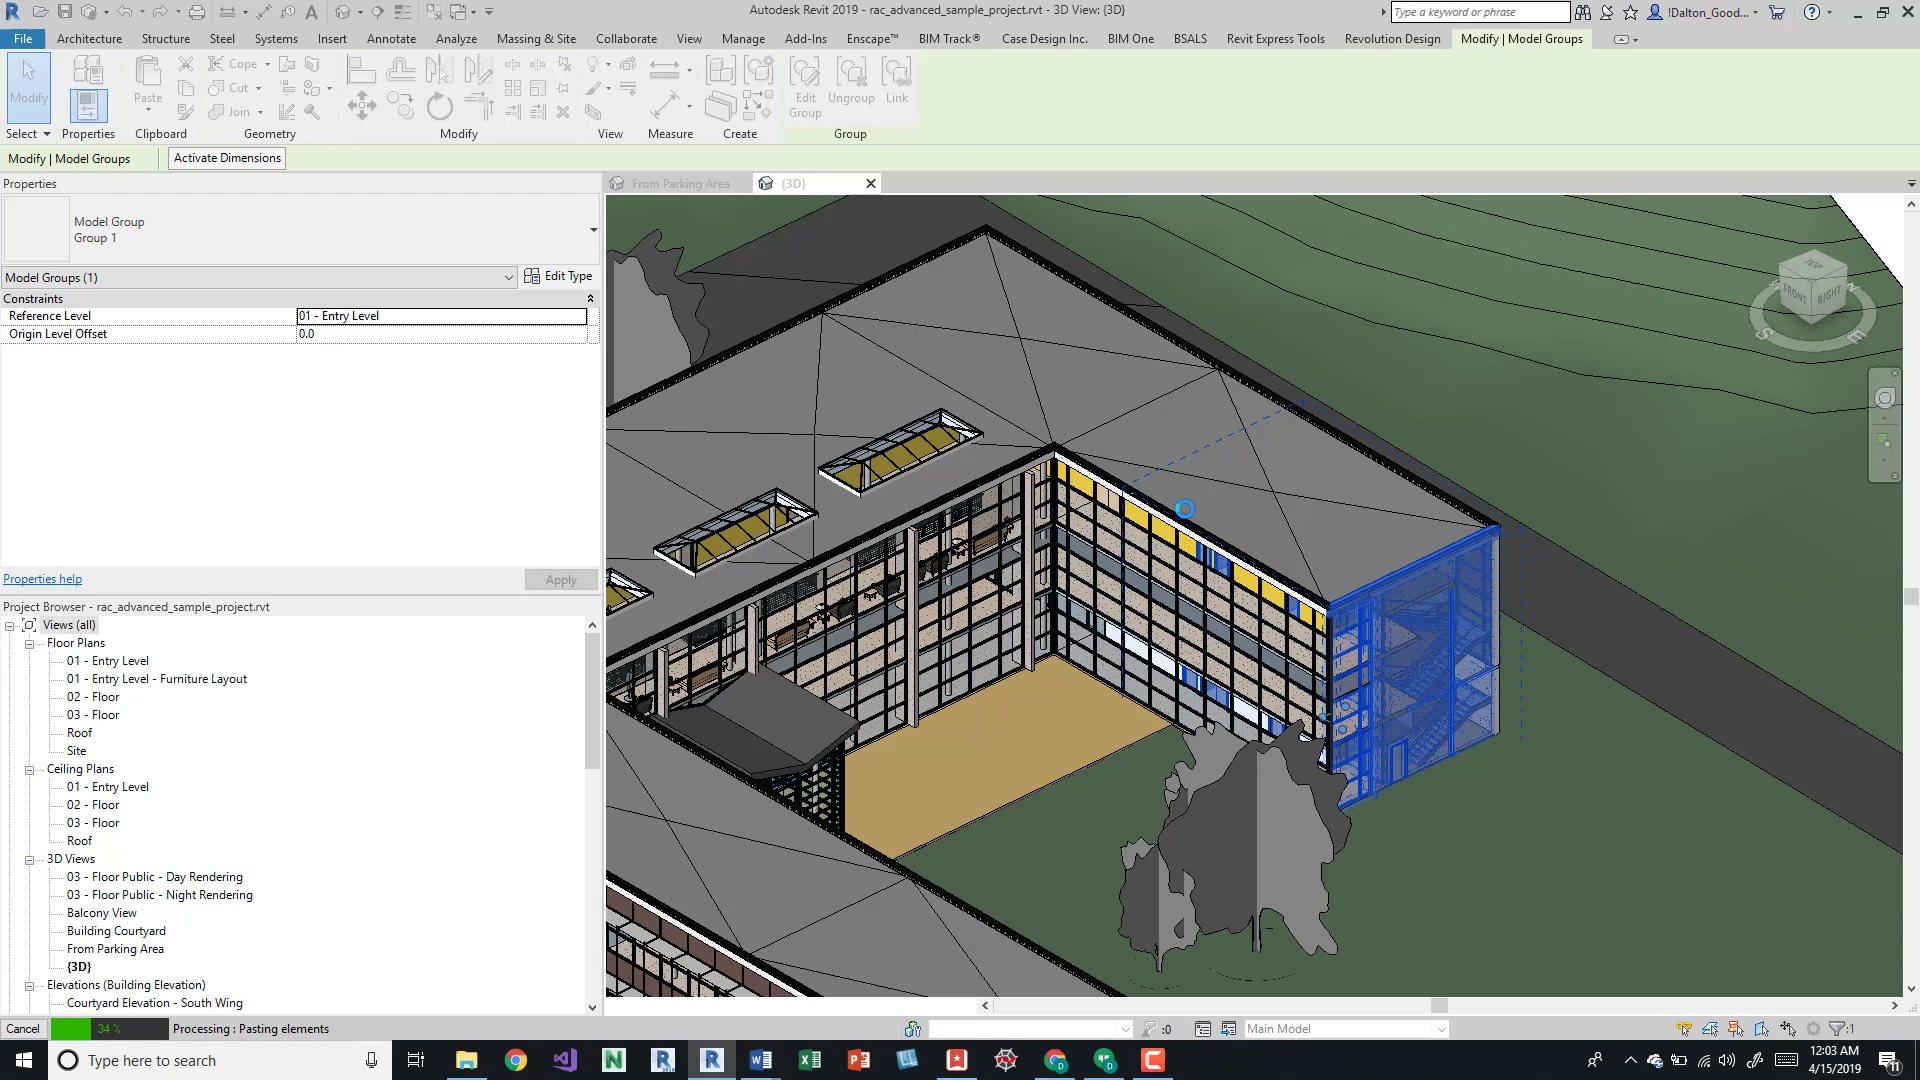 Autodesk Revit 2019 - rac_advanced_sample_project.rvt - 3D View: {3D}
Type a keyword or phrase
!Dalton_Good...
File
Architecture
Structure
Steel
Systems
Insert
Annotate
Analyze
Massing & Site
Collaborate
View
Manage
Add-Ins
Enscape™
BIM Track®
Case Design Inc.
BIM One
BSALS
Revit Express Tools
Revolution Design
Modify | Model Groups
Modify
Paste
Cope
Cut
Join
Edit
Group
Ungroup
Link
Select
Properties
Clipboard
Geometry
Modify
View
Measure
Create
Group
Modify | Model Groups
Activate Dimensions
Properties
From Parking Area
{3D}
Model Group
Group 1
Model Groups (1)
Edit Type
Constraints
Reference Level
01 - Entry Level
Origin Level Offset
0.0
TOP
FRONT
RIGHT
S
E
Properties help
Apply
Project Browser - rac_advanced_sample_project.rvt
Views (all)
Floor Plans
01 - Entry Level
01 - Entry Level - Furniture Layout
02 - Floor
03 - Floor
Roof
Site
Ceiling Plans
01 - Entry Level
02 - Floor
03 - Floor
Roof
3D Views
03 - Floor Public - Day Rendering
03 - Floor Public - Night Rendering
Balcony View
Building Courtyard
From Parking Area
{3D}
Elevations (Building Elevation)
Courtyard Elevation - South Wing
Cancel
34 %
Processing : Pasting elements
:0
Main Model
:1
Type here to search
12:03 AM
4/15/2019
11